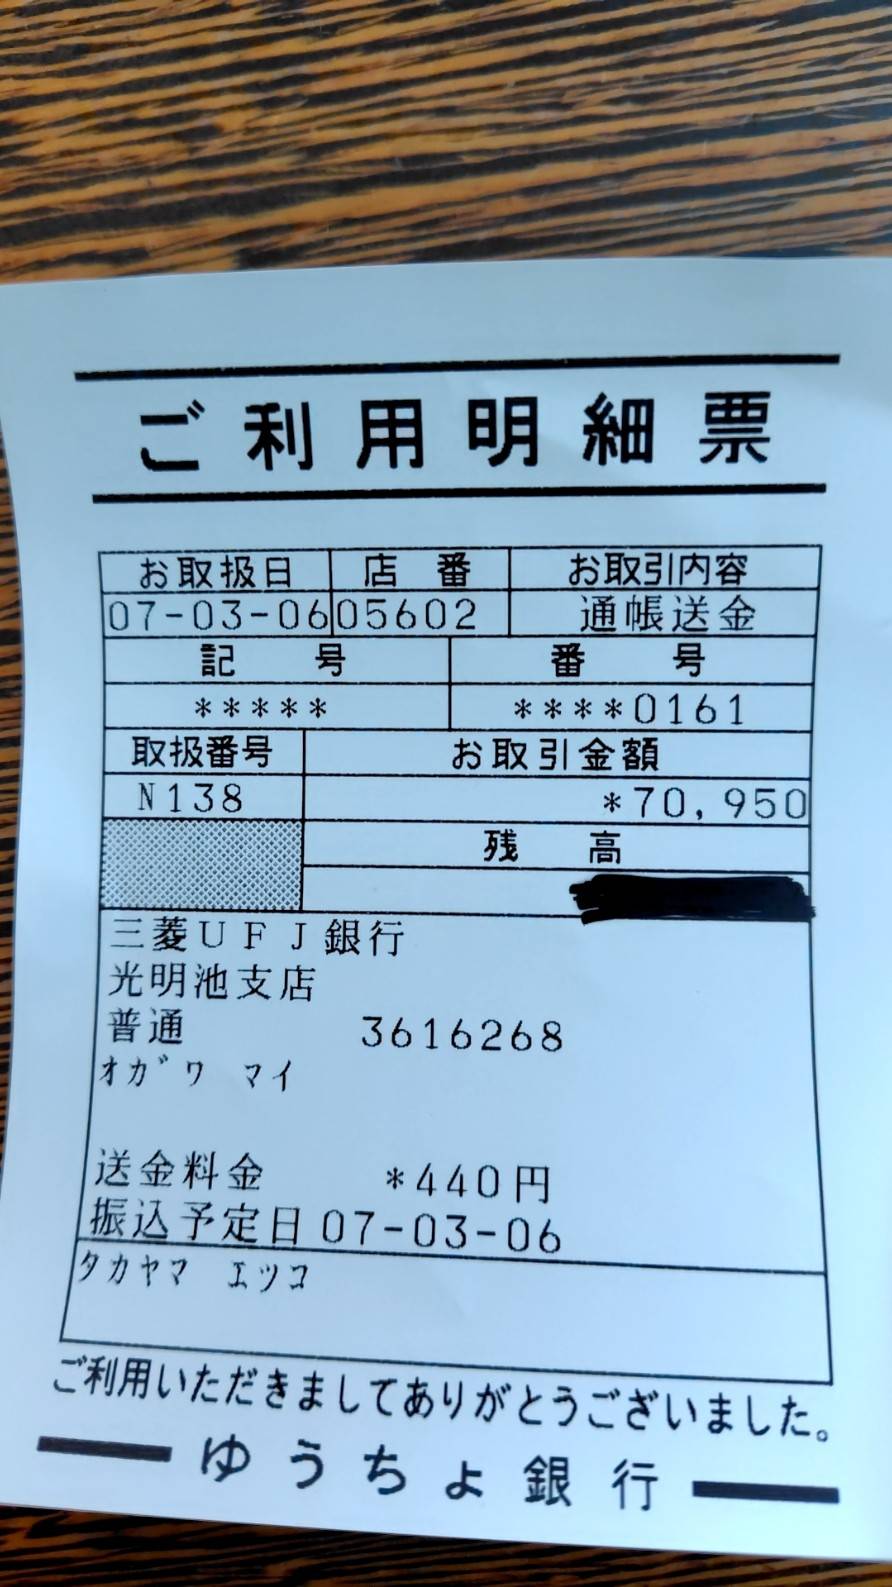 ご利用明細票
お取扱日 店番 お取引内容
07-03-06 05602 通帳送金
記号 番号
***** ****0161
取扱番号 お取引金額
N138 *70,950
残高
三菱UFJ銀行
光明池支店
普通 3616268
オガワ マイ
送金料金 *440円
振込予定日 07-03-06
タカヤマ エツコ
ご利用いただきましてありがとうございました。
ゆうちょ銀行